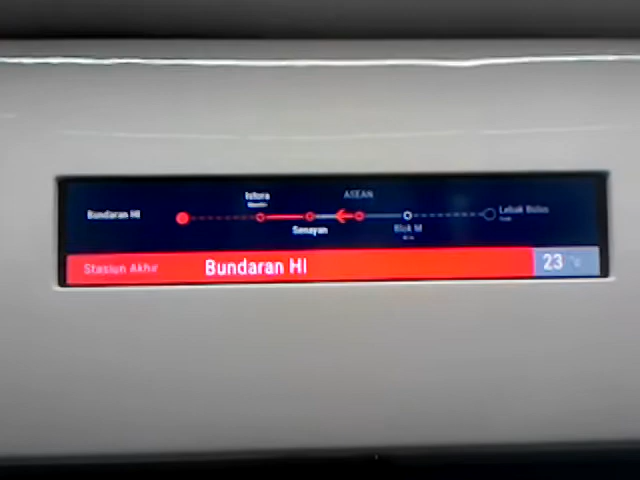 Istora
ASEAN
Bundaran HI
Lebak Bulus
Senayan
Blok M
Stasiun Akhir
Bundaran HI
23 °c